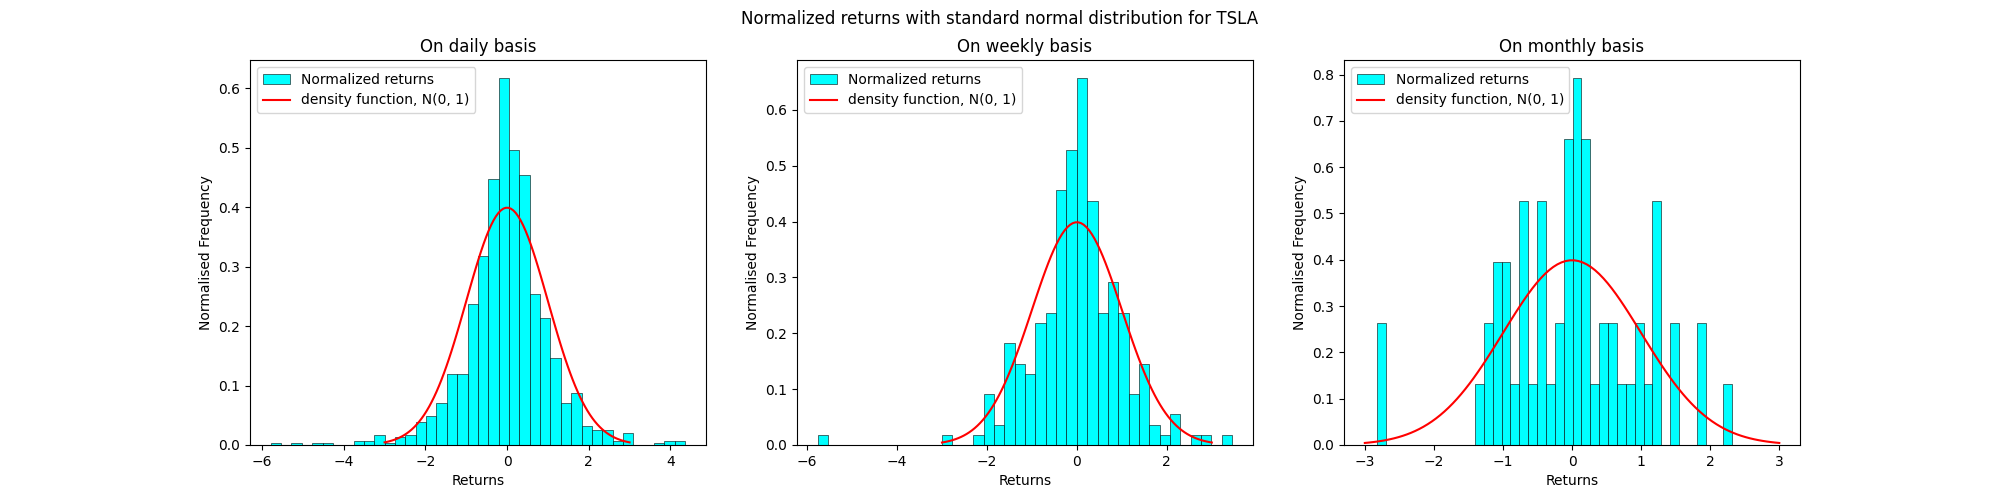 Normalized returns with standard normal distribution for TSLA
On daily basis
Normalized returns
density function, N(0, 1)
Normalised Frequency
0.6
0.5
0.4
0.3
0.2
0.1
0.0
−6 −4 −2 0 2 4
Returns
On weekly basis
Normalized returns
density function, N(0, 1)
Normalised Frequency
0.6
0.5
0.4
0.3
0.2
0.1
0.0
−6 −4 −2 0 2
Returns
On monthly basis
Normalized returns
density function, N(0, 1)
Normalised Frequency
0.8
0.7
0.6
0.5
0.4
0.3
0.2
0.1
0.0
−3 −2 −1 0 1 2 3
Returns